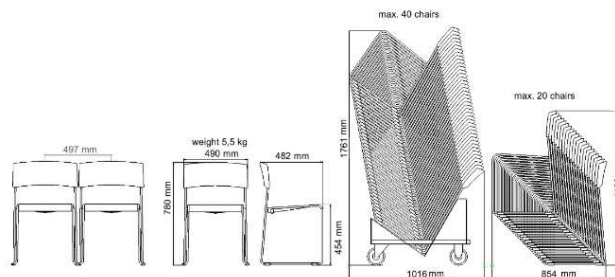 max. 40 chairs
max. 20 chairs
497 mm
weight 5,5 kg
490 mm
482 mm
780 mm
454 mm
1761 mm
1016 mm
854 mm